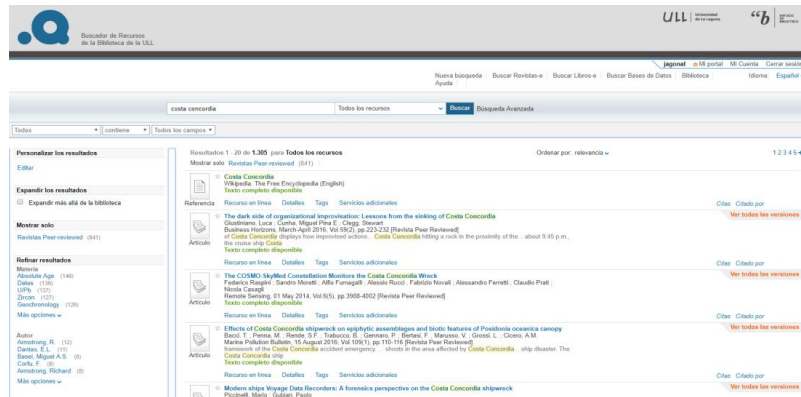 Buscador de Recursos
de la Biblioteca de la ULL
ULL Universidad
de La Laguna
jagonal Mi portal Mi Cuenta Cerrar sesión
Nueva búsqueda Buscar Revistas-e Buscar Libros-e Buscar Bases de Datos Biblioteca Idioma: Español
Ayuda
costa concordia Todos los recursos Buscar Búsqueda Avanzada
Todos contiene Todos los campos
Personalizar los resultados
Editar
Expandir los resultados
Expandir más allá de la biblioteca
Mostrar solo
Revistas Peer-reviewed (841)
Refinar resultados
Materia
Absolute Age (146)
Dates (139)
U/Pb (137)
Zircon (127)
Geochronology (126)
Más opciones
Autor
Armstrong, R. (12)
Dantas, E.L. (11)
Basei, Miguel A.S. (8)
Corfu, F. (8)
Armstrong, Richard (8)
Más opciones
Resultados 1 - 20 de 1.305 para Todos los recursos Ordenar por: relevancia 1 2 3 4 5
Mostrar solo Revistas Peer-reviewed (841)
Costa Concordia
Wikipedia, The Free Encyclopedia (English)
Texto completo disponible
Referencia Recurso en línea Detalles Tags Servicios adicionales Citas Citado por
Ver todas las versiones
The dark side of organizational improvisation: Lessons from the sinking of Costa Concordia
Giustiniano, Luca ; Cunha, Miguel Pina E ; Clegg, Stewart
Business Horizons, March-April 2016, Vol.59(2), pp.223-232 [Revista Peer Reviewed]
of Costa Concordia displays how improvised actions... Costa Concordia hitting a rock in the proximity of the... about 9:45 p.m.,
the cruise ship Costa
Artículo Texto completo disponible
Recurso en línea Detalles Tags Servicios adicionales Citas Citado por
Ver todas las versiones
The COSMO-SkyMed Constellation Monitors the Costa Concordia Wreck
Federico Raspini ; Sandro Moretti ; Alfio Fumagalli ; Alessio Rucci ; Fabrizio Novali ; Alessandro Ferretti ; Claudio Prati ;
Nicola Casagli
Remote Sensing, 01 May 2014, Vol.6(5), pp.3988-4002 [Revista Peer Reviewed]
Artículo Texto completo disponible
Recurso en línea Detalles Tags Servicios adicionales Citas Citado por
Ver todas las versiones
Effects of Costa Concordia shipwreck on epiphytic assemblages and biotic features of Posidonia oceanica canopy
Bacci, T. ; Penna, M. ; Rende, S.F. ; Trabucco, B. ; Gennaro, P. ; Bertasi, F. ; Marusso, V. ; Grossi, L. ; Cicero, A.M.
Marine Pollution Bulletin, 15 August 2016, Vol.109(1), pp.110-116 [Revista Peer Reviewed]
framework of the Costa Concordia accident emergency. ... shoots in the area affected by Costa Concordia... ship disaster. The
Costa Concordia ship
Artículo Texto completo disponible
Recurso en línea Detalles Tags Servicios adicionales Citas Citado por
Ver todas las versiones
Modern ships Voyage Data Recorders: A forensics perspective on the Costa Concordia shipwreck
Piccinelli, Mario ; Gubian, Paolo